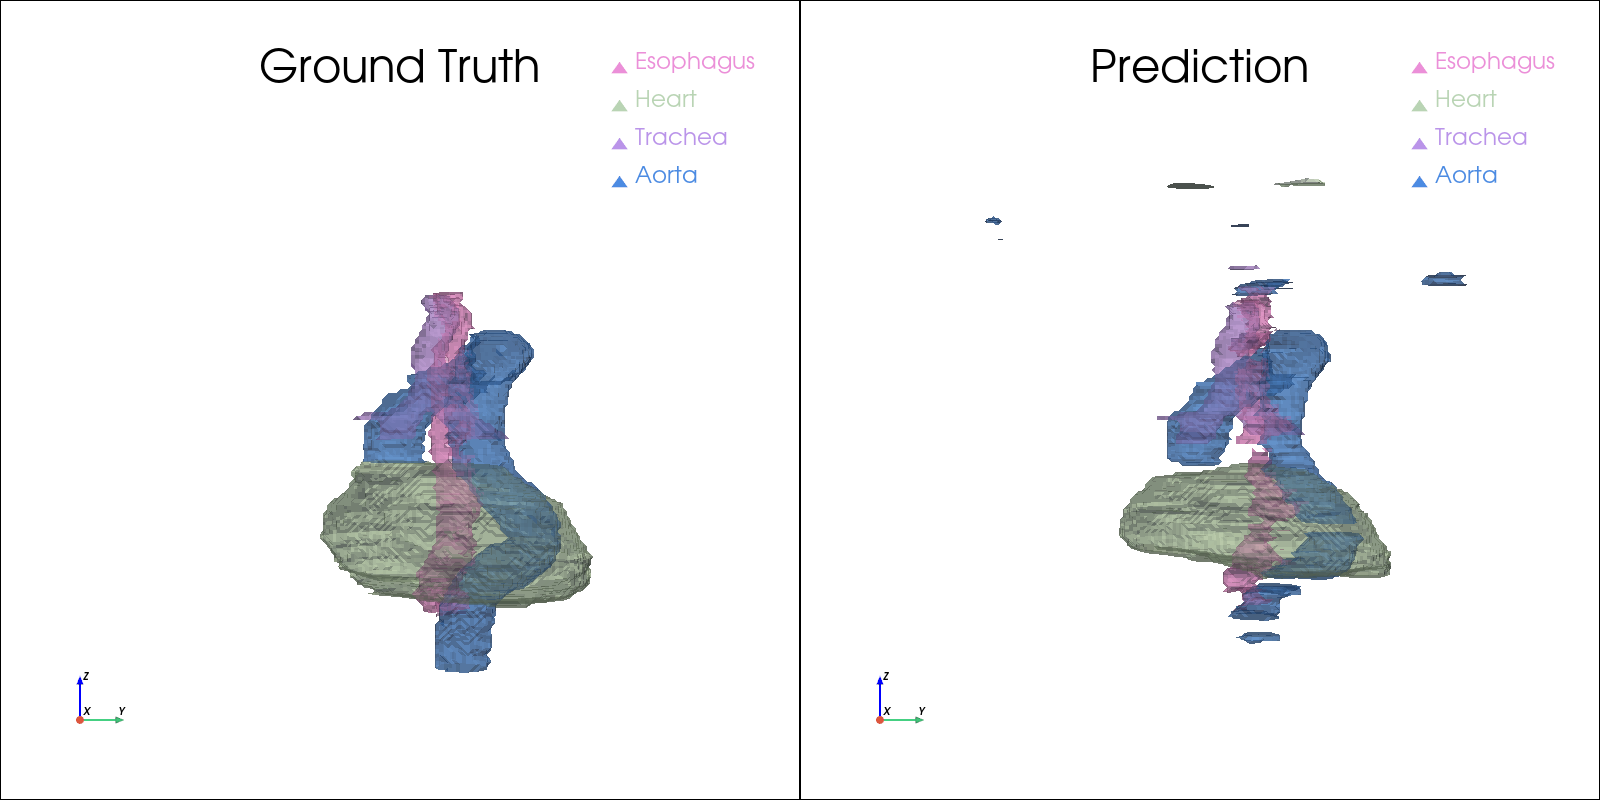 Ground Truth
Esophagus
Heart
Trachea
Aorta
Z
X
Y
Prediction
Esophagus
Heart
Trachea
Aorta
Z
X
Y